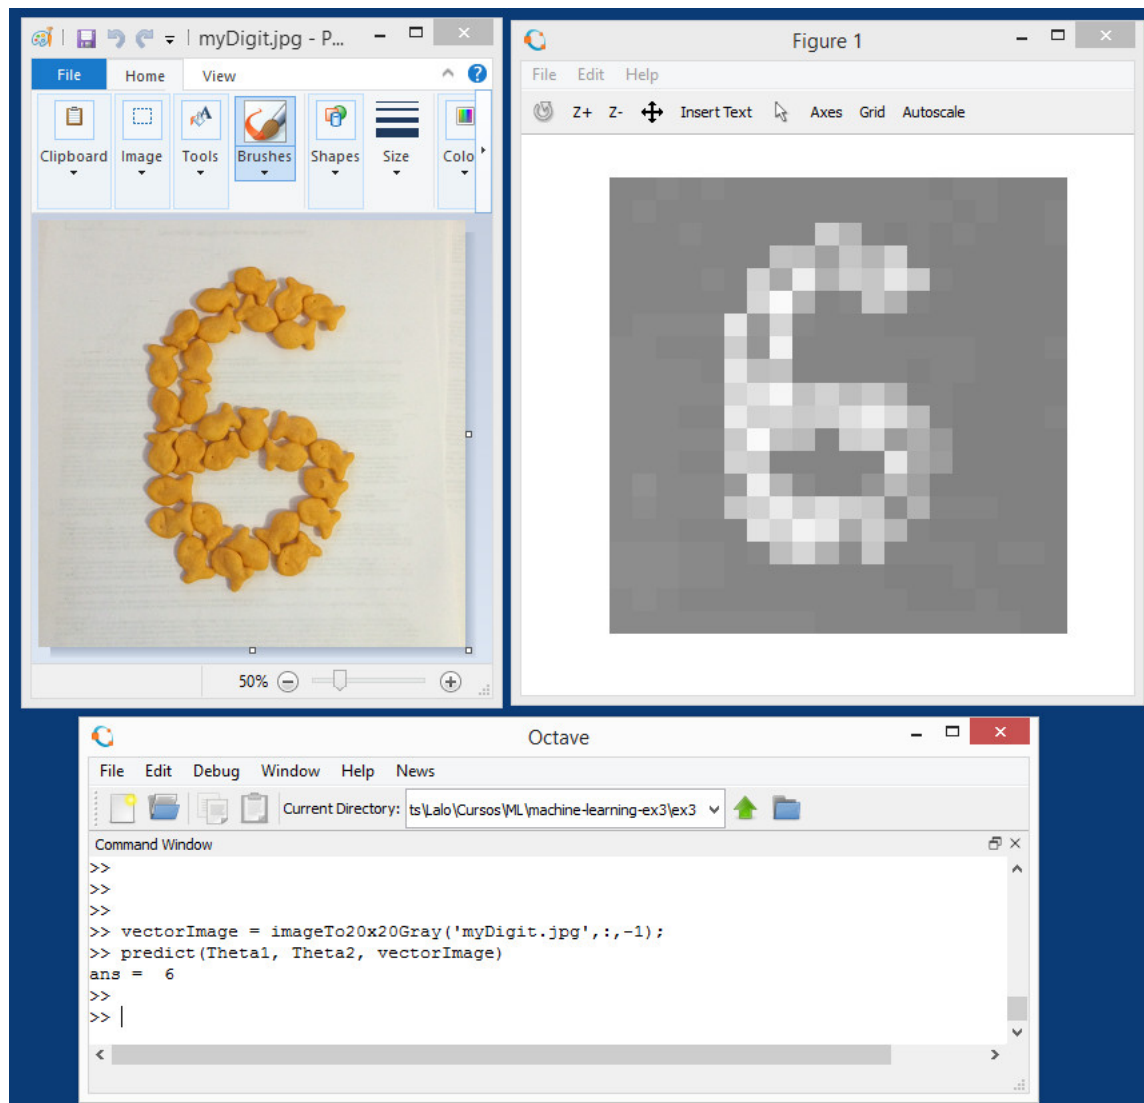 myDigit.jpg - P...
File Home View
Clipboard Image Tools Brushes Shapes Size Colo
50%
Figure 1
File Edit Help
Z+ Z- Insert Text Axes Grid Autoscale
Octave
File Edit Debug Window Help News
Current Directory: ts\Lalo\Cursos\ML\machine-learning-ex3\ex3
Command Window
>>
>>
>>
>> vectorImage = imageTo20x20Gray('myDigit.jpg',:,-1);
>> predict(Theta1, Theta2, vectorImage)
ans =  6
>>
>>